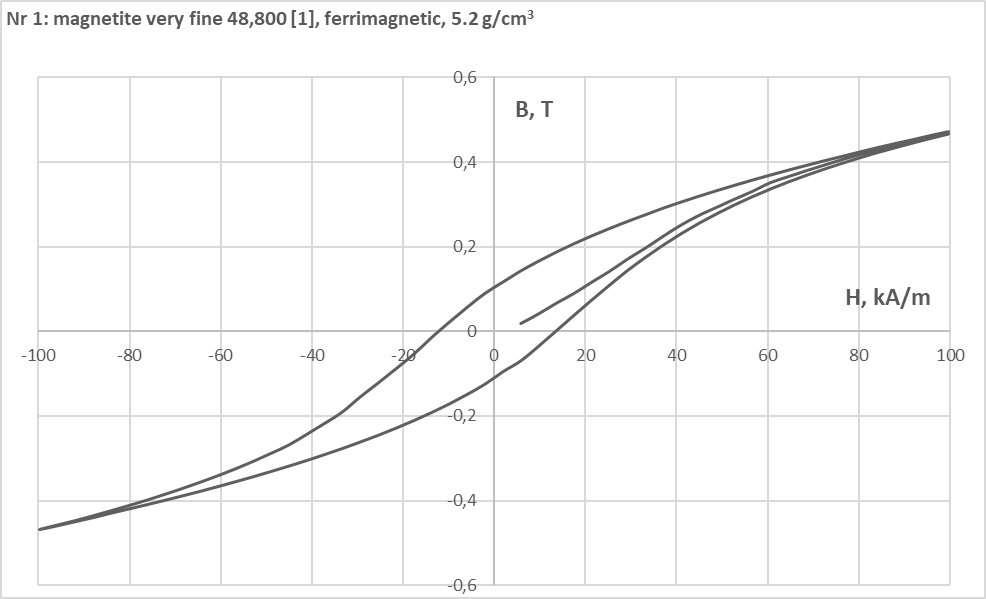 Nr 1: magnetite very fine 48,800 [1], ferrimagnetic, 5.2 g/cm³
0,6
B, T
0,4
0,2
H, kA/m
0
-100 -80 -60 -40 -20 0 20 40 60 80 100
-0,2
-0,4
-0,6